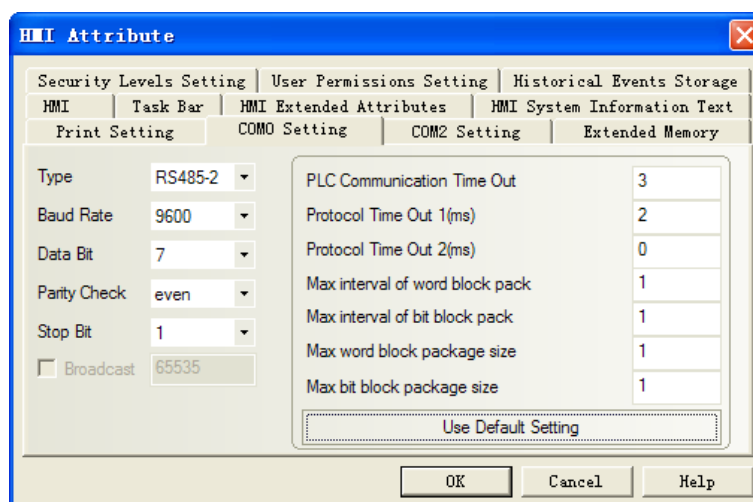 HMI Attribute
Security Levels Setting User Permissions Setting Historical Events Storage
HMI Task Bar HMI Extended Attributes HMI System Information Text
Print Setting COM0 Setting COM2 Setting Extended Memory
Type RS485-2
Baud Rate 9600
Data Bit 7
Parity Check even
Stop Bit 1
Broadcast 65535
PLC Communication Time Out 3
Protocol Time Out 1(ms) 2
Protocol Time Out 2(ms) 0
Max interval of word block pack 1
Max interval of bit block pack 1
Max word block package size 1
Max bit block package size 1
Use Default Setting
OK Cancel Help